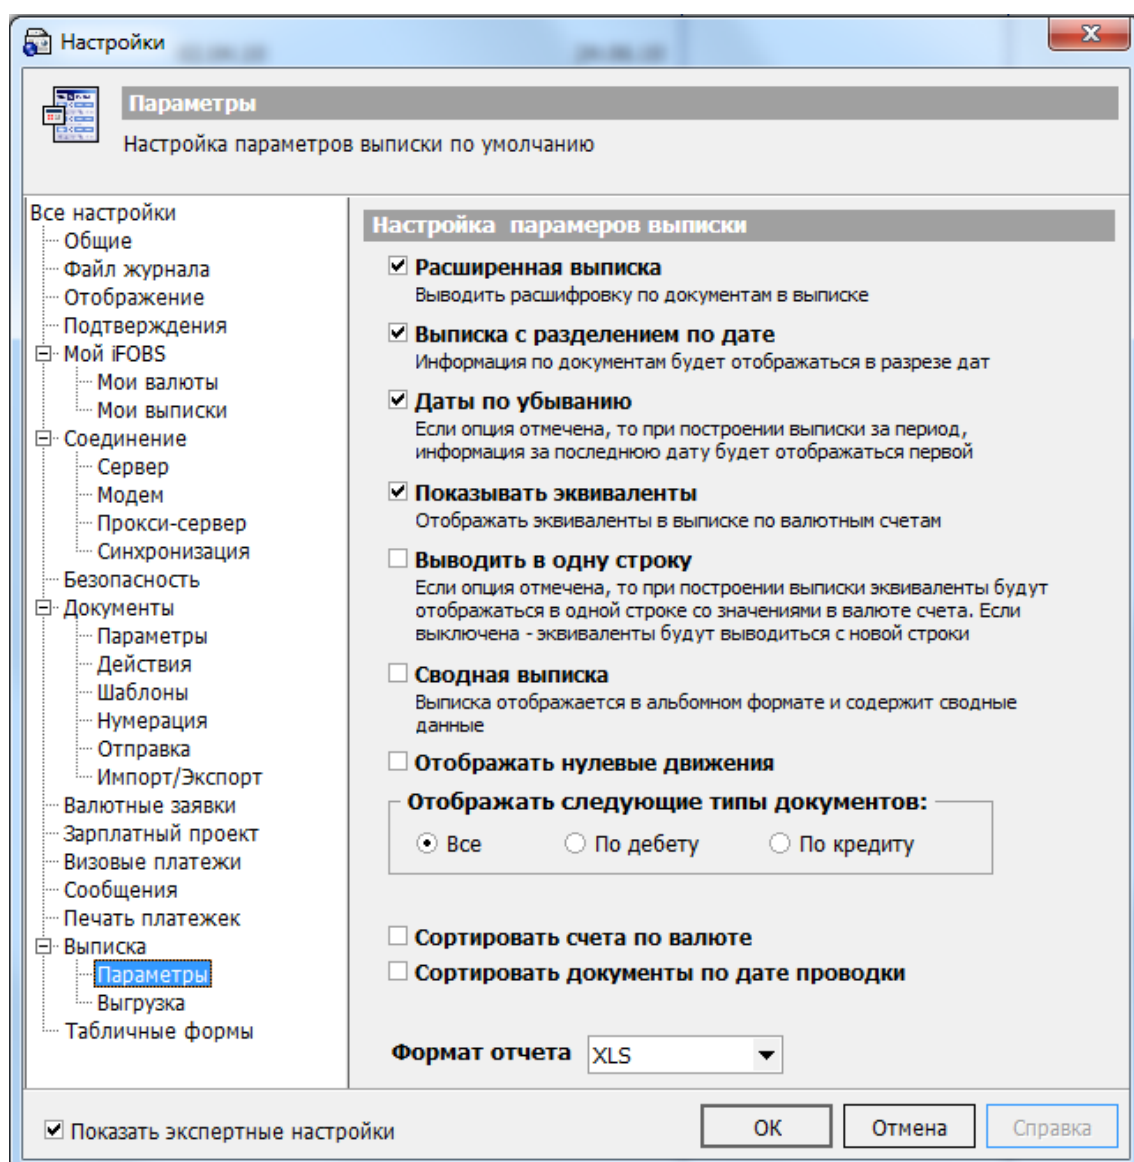 Настройки
Параметры
Настройка параметров выписки по умолчанию
Все настройки
Общие
Файл журнала
Отображение
Подтверждения
Мой iFOBS
Мои валюты
Мои выписки
Соединение
Сервер
Модем
Прокси-сервер
Синхронизация
Безопасность
Документы
Параметры
Действия
Шаблоны
Нумерация
Отправка
Импорт/Экспорт
Валютные заявки
Зарплатный проект
Визовые платежи
Сообщения
Печать платежек
Выписка
Параметры
Выгрузка
Табличные формы
Настройка парамеров выписки
Расширенная выписка
Выводить расшифровку по документам в выписке
Выписка с разделением по дате
Информация по документам будет отображаться в разрезе дат
Даты по убыванию
Если опция отмечена, то при построении выписки за период,
информация за последнюю дату будет отображаться первой
Показывать эквиваленты
Отображать эквиваленты в выписке по валютным счетам
Выводить в одну строку
Если опция отмечена, то при построении выписки эквиваленты будут
отображаться в одной строке со значениями в валюте счета. Если
выключена - эквиваленты будут выводиться с новой строки
Сводная выписка
Выписка отображается в альбомном формате и содержит сводные
данные
Отображать нулевые движения
Отображать следующие типы документов:
Все По дебету По кредиту
Сортировать счета по валюте
Сортировать документы по дате проводки
Формат отчета XLS
Показать экспертные настройки
ОК Отмена Справка